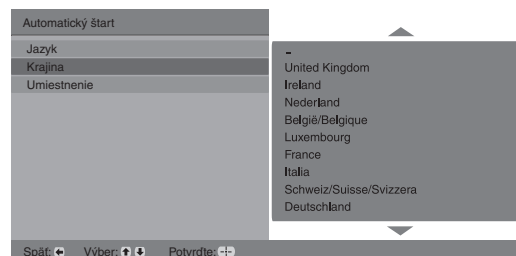 Automatický štart
Jazyk
Krajina
Umiestnenie
-
United Kingdom
Ireland
Nederland
België/Belgique
Luxembourg
France
Italia
Schweiz/Suisse/Svizzera
Deutschland
Späť: Výber: Potvrďte: